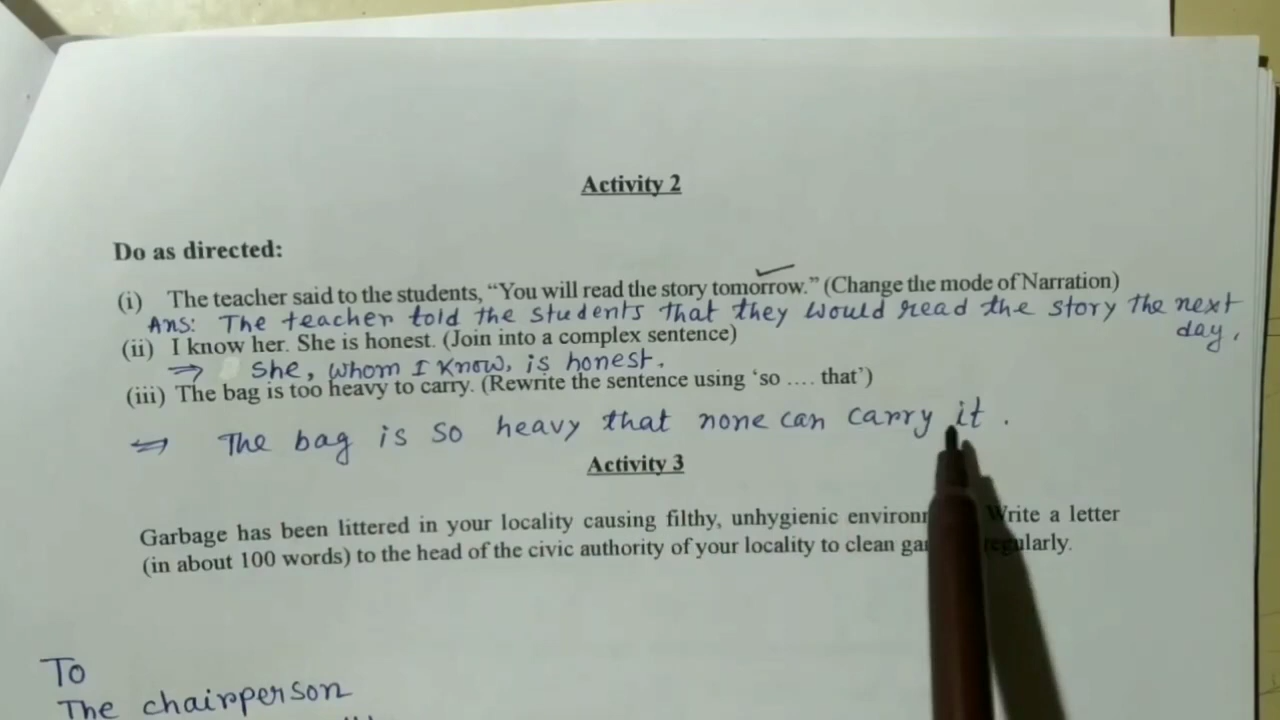 Activity 2
Do as directed:
(i) The teacher said to the students, “You will read the story tomorrow.” (Change the mode of Narration)
Ans: The teacher told the students that they would read the story the next
day.
(ii) I know her. She is honest. (Join into a complex sentence)
⇒ She, whom I know, is honest.
(iii) The bag is too heavy to carry. (Rewrite the sentence using ‘so .... that’)
⇒ The bag is so heavy that none can carry it.
Activity 3
Garbage has been littered in your locality causing filthy, unhygienic Write a letter
(in about 100 words) to the head of the civic authority of your locality to clean regularly.
To
The chairperson